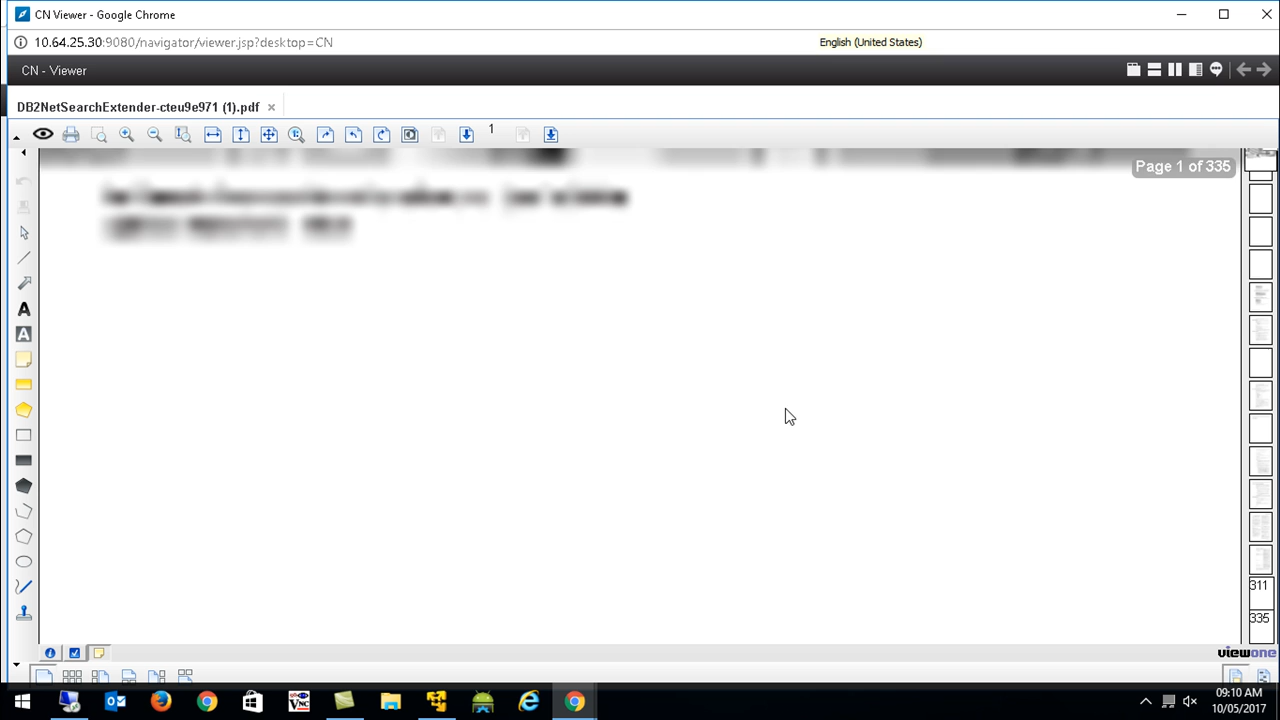 CN Viewer - Google Chrome
10.64.25.30:9080/navigator/viewer.jsp?desktop=CN
English (United States)
CN - Viewer
DB2NetSearchExtender-cteu9e971 (1).pdf
1
Page 1 of 335
A
A
311
335
viewone
09:10 AM
10/05/2017